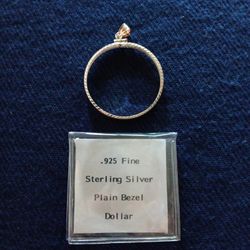 .925 Fine
Sterling Silver
Plain Bezel
Dollar